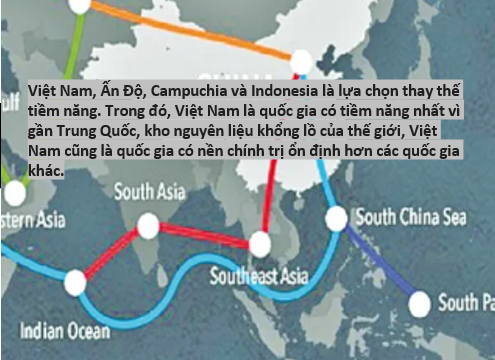 Việt Nam, Ấn Độ, Campuchia và Indonesia là lựa chọn thay thế
tiềm năng. Trong đó, Việt Nam là quốc gia có tiềm năng nhất vì
gần Trung Quốc, kho nguyên liệu khổng lồ của thế giới, Việt
Nam cũng là quốc gia có nền chính trị ổn định hơn các quốc gia
khác.
South Asia
stern Asia
South China Sea
Southeast Asia
South Pa
Indian Ocean